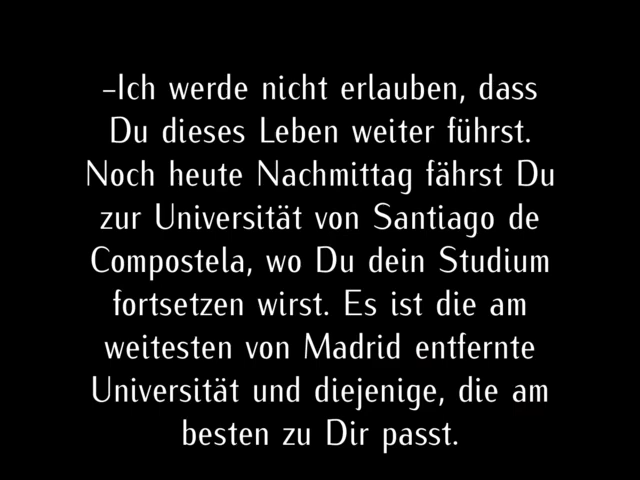 –Ich werde nicht erlauben, dass
Du dieses Leben weiter führst.
Noch heute Nachmittag fährst Du
zur Universität von Santiago de
Compostela, wo Du dein Studium
fortsetzen wirst. Es ist die am
weitesten von Madrid entfernte
Universität und diejenige, die am
besten zu Dir passt.